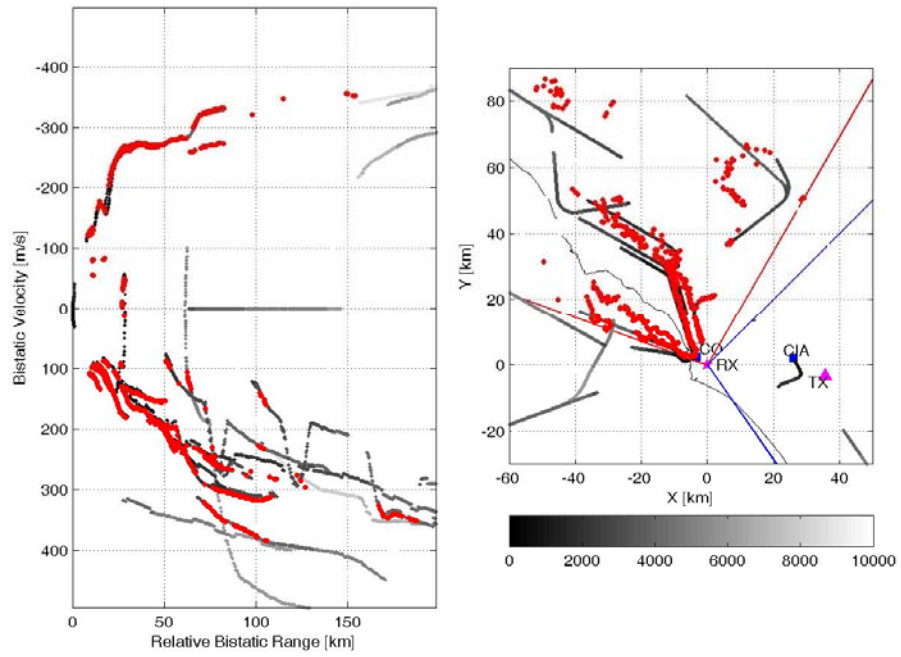 -400
-300
-200
-100
0
100
200
300
400
Bistatic Velocity [m/s]
0 50 100 150
Relative Bistatic Range [km]
80
60
40
20
0
-20
Y [km]
CO
RX
CIA
TX
-60 -40 -20 0 20 40
X [km]
0 2000 4000 6000 8000 10000